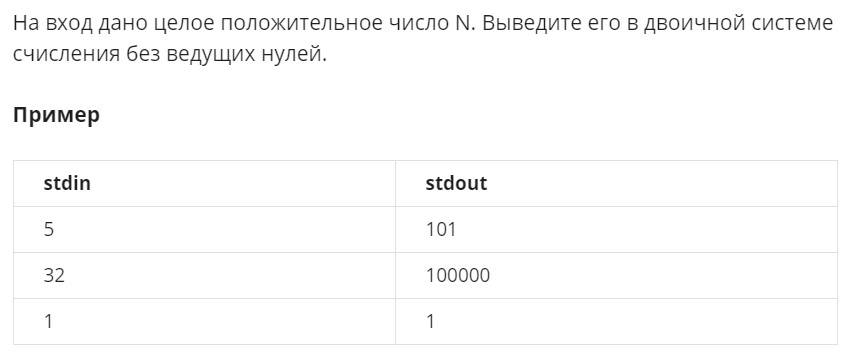 На вход дано целое положительное число N. Выведите его в двоичной системе
счисления без ведущих нулей.
Пример
stdin stdout
5 101
32 100000
1 1